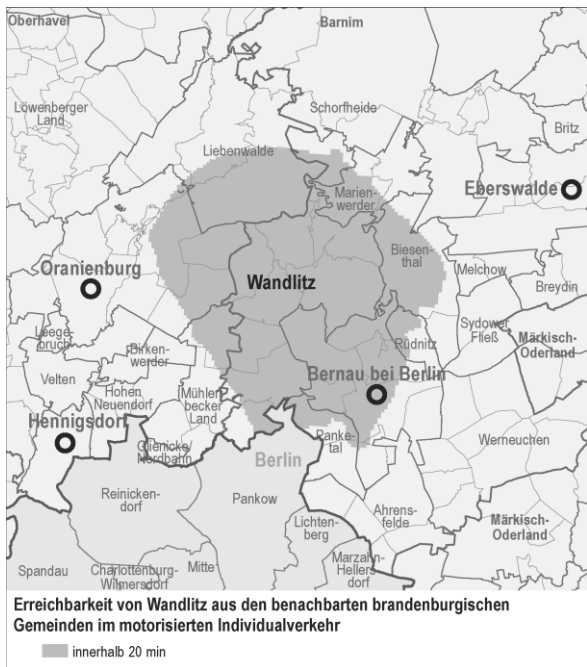 Oberhavel
Barnim
Löwenberger
Land
Schorfheide
Britz
Liebenwalde
Eberswalde
Marien-
werder
Biesen-
thal
Oranienburg
Wandlitz
Melchow
Breydin
Leege-
bruch
Birken-
werder
Sydower
Fließ
Märkisch-
Oderland
Rüdnitz
Velten
Hohen
Neuendorf
Mühlen
becker
Land
Bernau bei Berlin
Hennigsdorf
Glienicke/
Nordbahn
Panke-
tal
Werneuchen
Berlin
Reinicken-
dorf
Pankow
Ahrens-
felde
Märkisch-
Oderland
Lichten-
berg
Spandau
Charlottenburg-
Wilmersdorf
Mitte
Marzahn-
Hellers
dorf
Erreichbarkeit von Wandlitz aus den benachbarten brandenburgischen
Gemeinden im motorisierten Individualverkehr
innerhalb 20 min